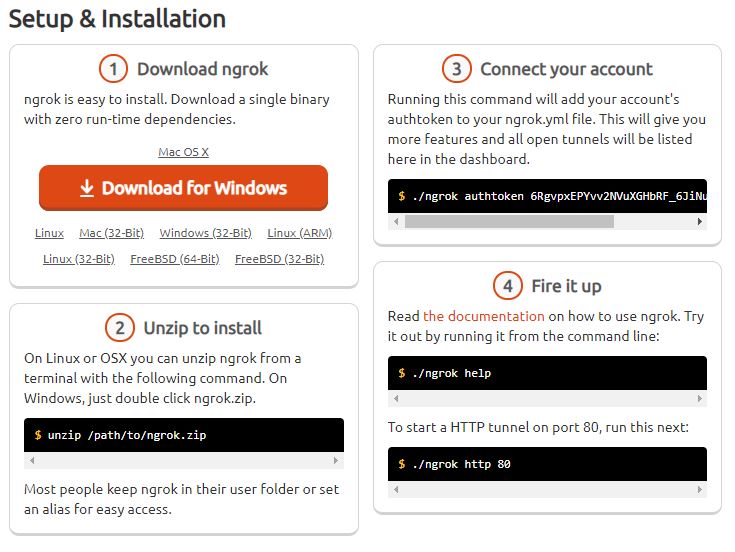 Setup & Installation
1 Download ngrok
ngrok is easy to install. Download a single binary
with zero run-time dependencies.
Mac OS X
Download for Windows
Linux Mac (32-Bit) Windows (32-Bit) Linux (ARM)
Linux (32-Bit) FreeBSD (64-Bit) FreeBSD (32-Bit)
2 Unzip to install
On Linux or OSX you can unzip ngrok from a
terminal with the following command. On
Windows, just double click ngrok.zip.
$ unzip /path/to/ngrok.zip
Most people keep ngrok in their user folder or set
an alias for easy access.
3 Connect your account
Running this command will add your account's
authtoken to your ngrok.yml file. This will give you
more features and all open tunnels will be listed
here in the dashboard.
$ ./ngrok authtoken 6RgvpxEPYvv2NVuXGHbRF_6JiNu
4 Fire it up
Read the documentation on how to use ngrok. Try
it out by running it from the command line:
$ ./ngrok help
To start a HTTP tunnel on port 80, run this next:
$ ./ngrok http 80